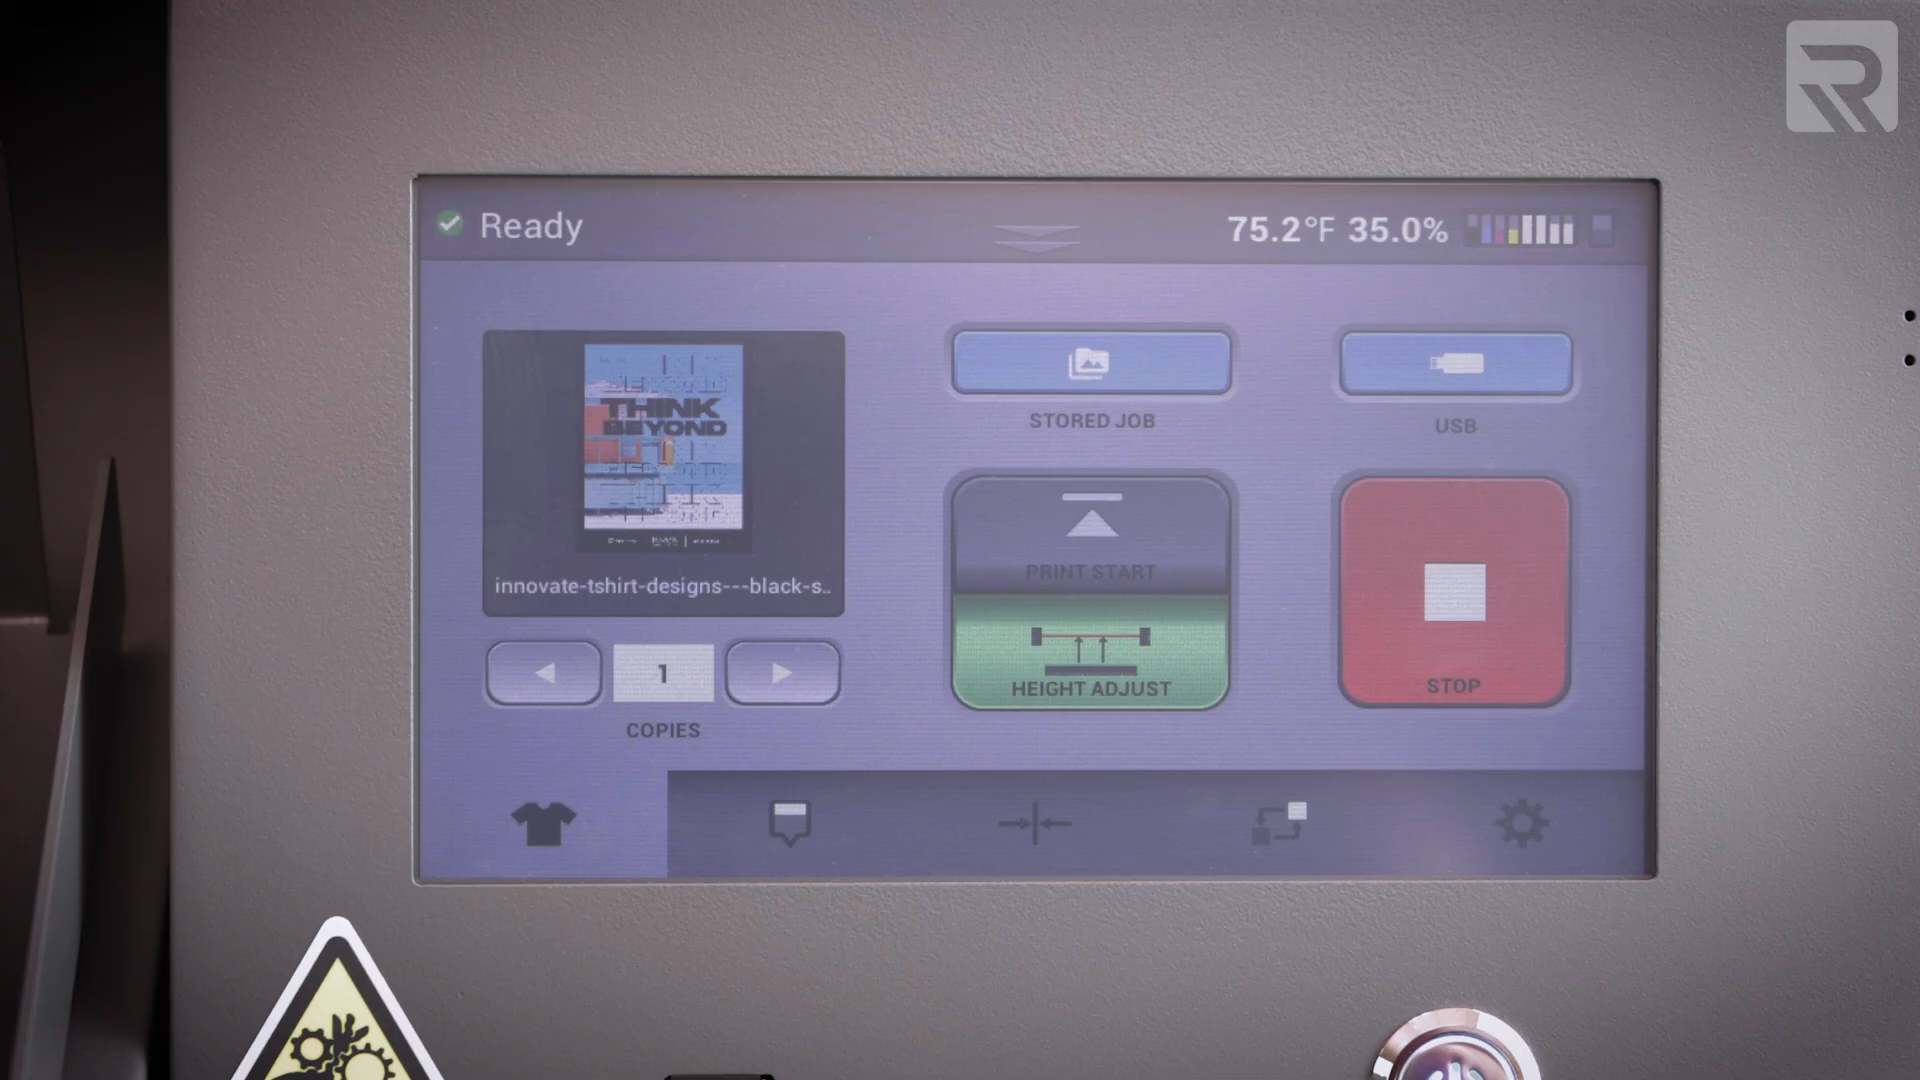 Ready
75.2°F 35.0%
THINK
BEYOND
innovate-tshirt-designs---black-s..
STORED JOB
USB
PRINT START
HEIGHT ADJUST
STOP
1
COPIES